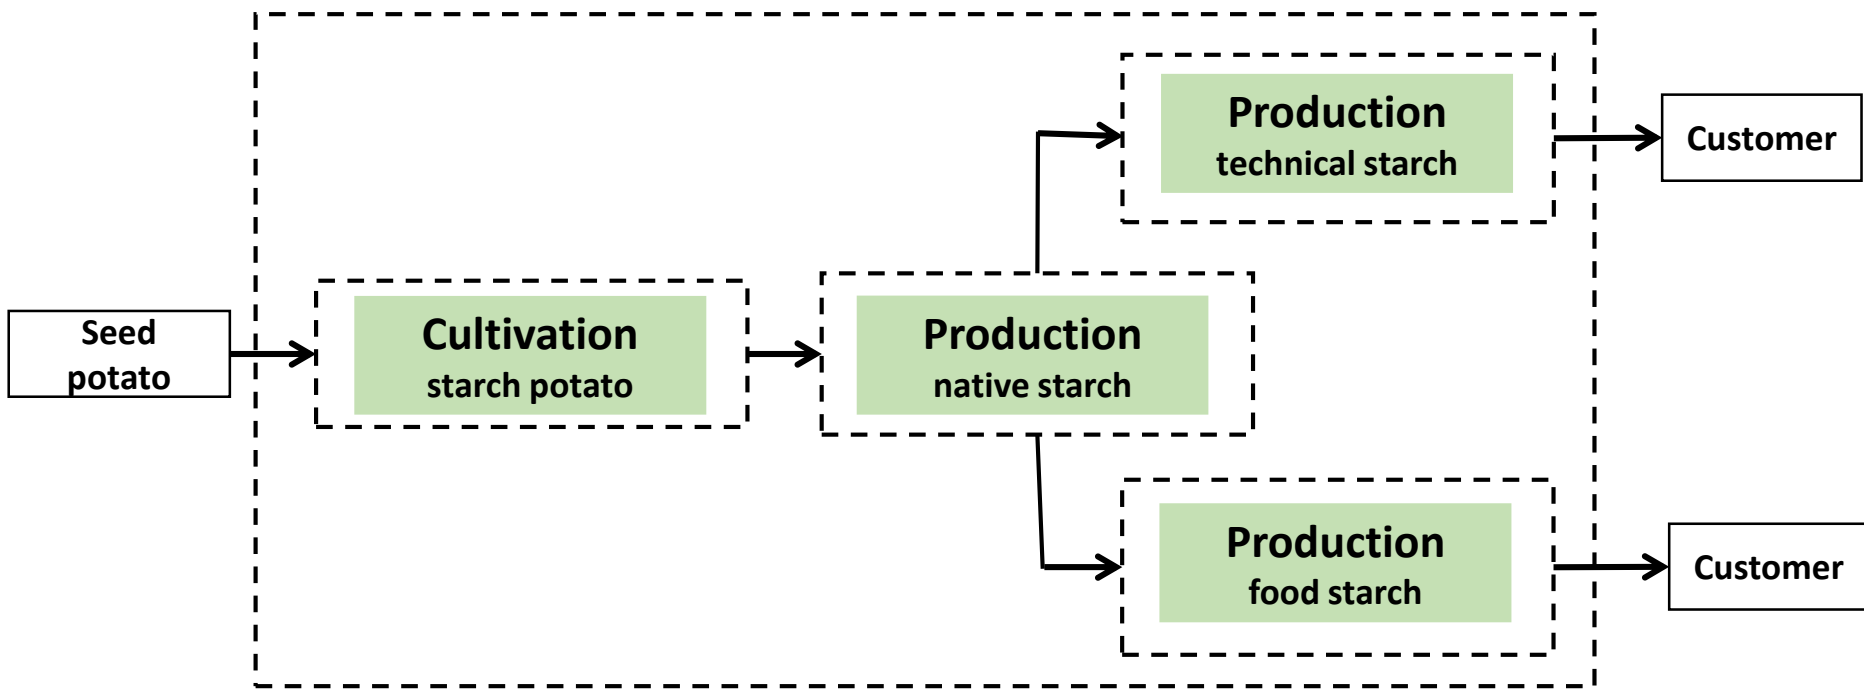 Seed
potato
Cultivation
starch potato
Production
native starch
Production
technical starch
Customer
Production
food starch
Customer